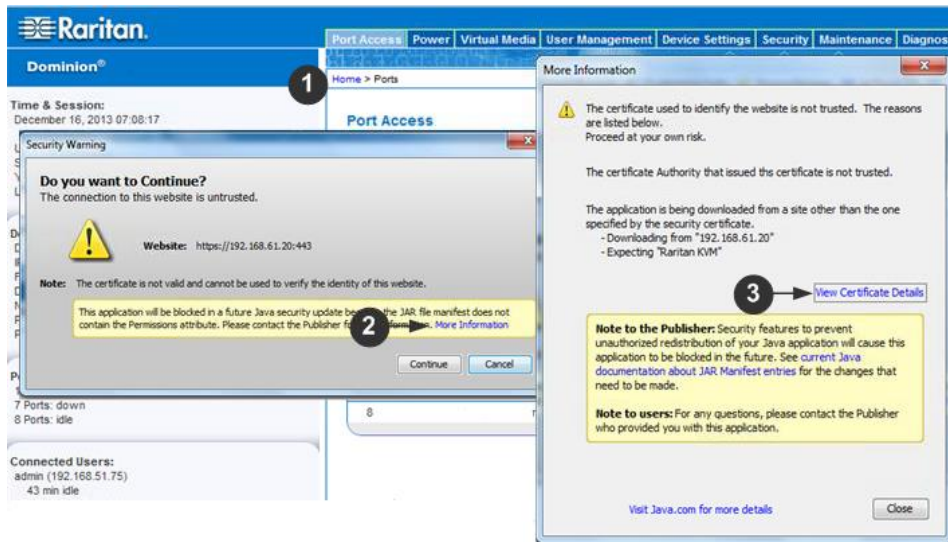 Raritan.
Dominion®
Port Access Power Virtual Media User Management Device Settings Security Maintenance Diagnos
1
Home > Ports
Port Access
Time & Session:
December 16, 2013 07:08:17
Security Warning
Do you want to Continue?
The connection to this website is untrusted.
Website: https://192.168.61.20:443
Note: The certificate is not valid and cannot be used to verify the identity of this website.
This application will be blocked in a future Java security update the JAR file manifest does not
contain the Permissions attribute. Please contact the Publisher More Information
2
Continue Cancel
7 Ports: down
8 Ports: idle
8
Connected Users:
admin (192.168.51.75)
43 min idle
More Information
The certificate used to identify the website is not trusted. The reasons
are listed below.
Proceed at your own risk.
The certificate Authority that issued ths certificate is not trusted.
The application is being downloaded from a site other than the one
specified by the security certificate.
- Downloading from "192.168.61.20"
- Expecting "Raritan KVM"
3
View Certificate Details
Note to the Publisher: Security features to prevent
unauthorized redistribution of your Java application will cause this
application to be blocked in the future. See current Java
documentation about JAR Manifest entries for the changes that
need to be made.
Note to users: For any questions, please contact the Publisher
who provided you with this application.
Visit Java.com for more details
Close